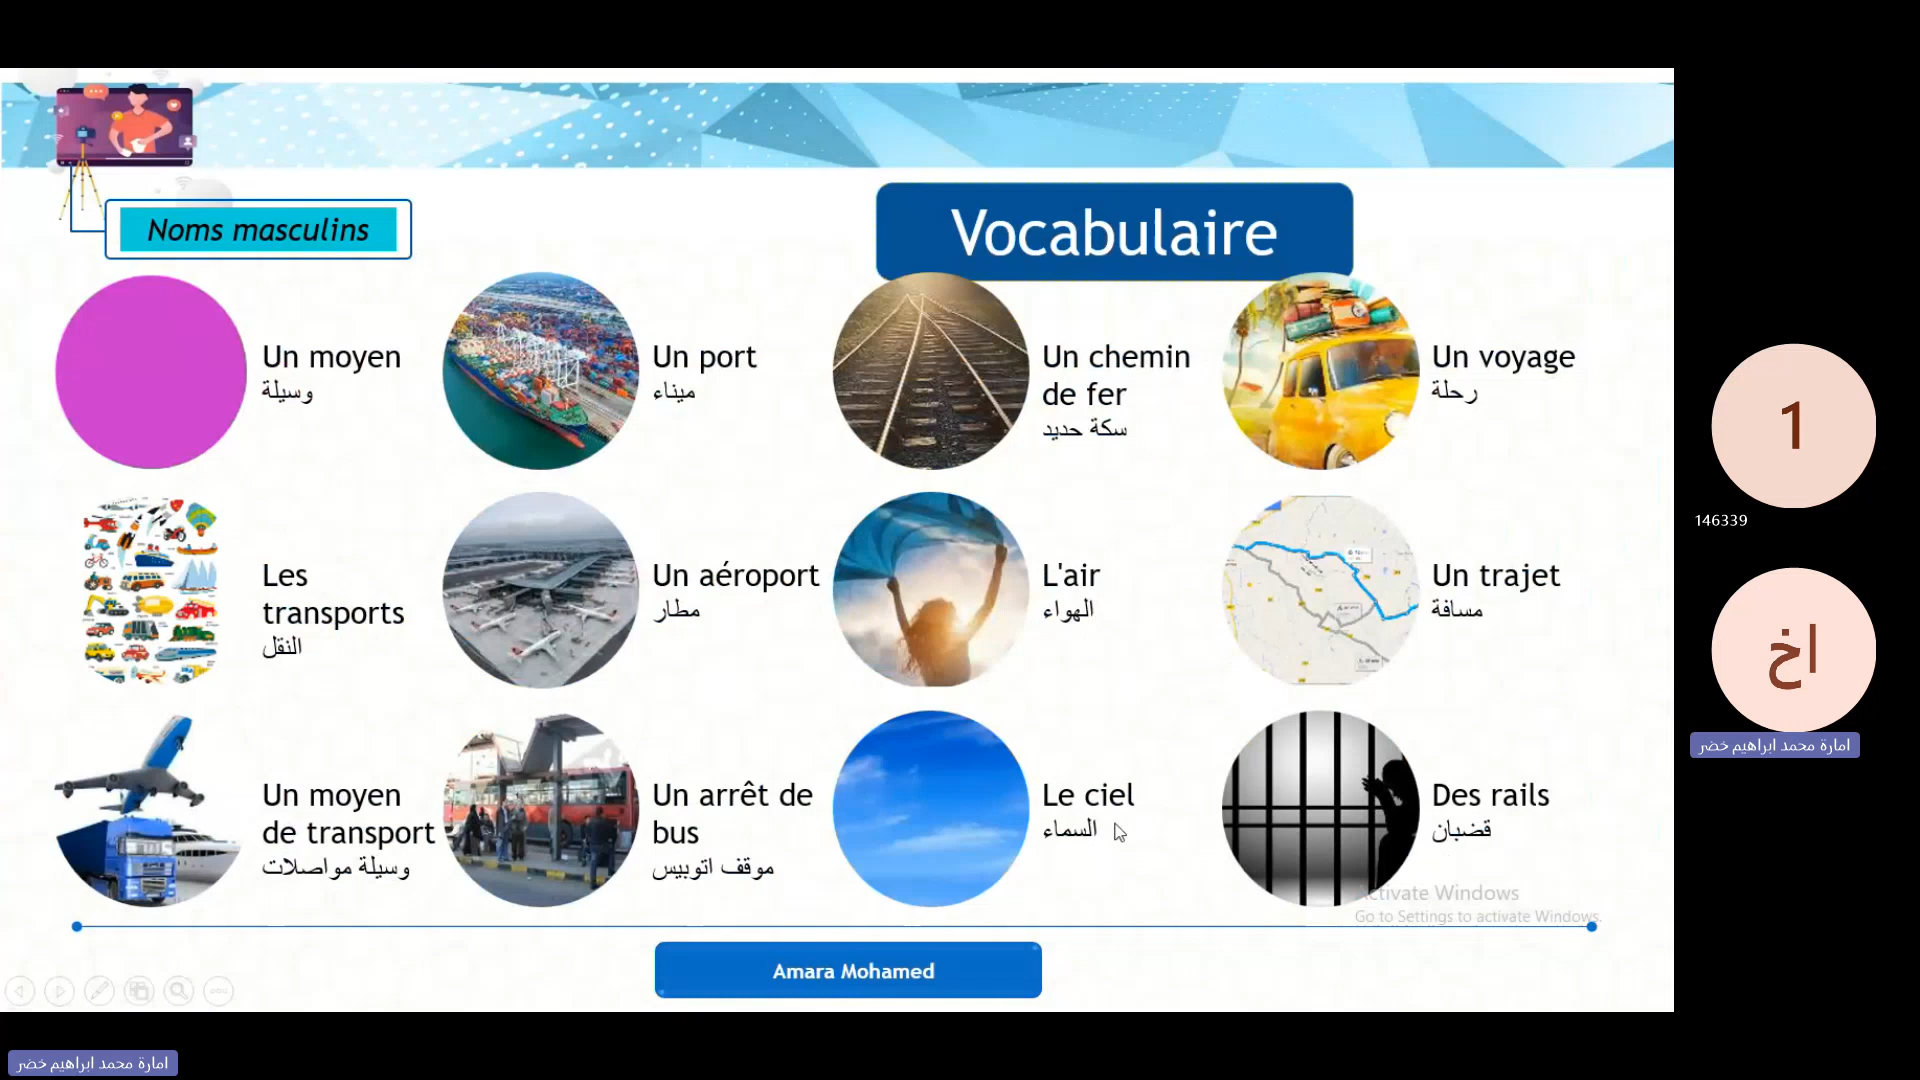 Noms masculins
Vocabulaire
Un moyen
وسيلة
Un port
ميناء
Un chemin
de fer
سكة حديد
Un voyage
رحلة
Les
transports
النقل
Un aéroport
مطار
L'air
الهواء
Un trajet
مسافة
Un moyen
de transport
وسيلة مواصلات
Un arrêt de
bus
موقف اتوبيس
Le ciel
السماء
Des rails
قضبان
Activate Windows
Go to Settings to activate Windows.
Amara Mohamed
1
146339
اخ
امارة محمد ابراهيم خضر
امارة محمد ابراهيم خضر